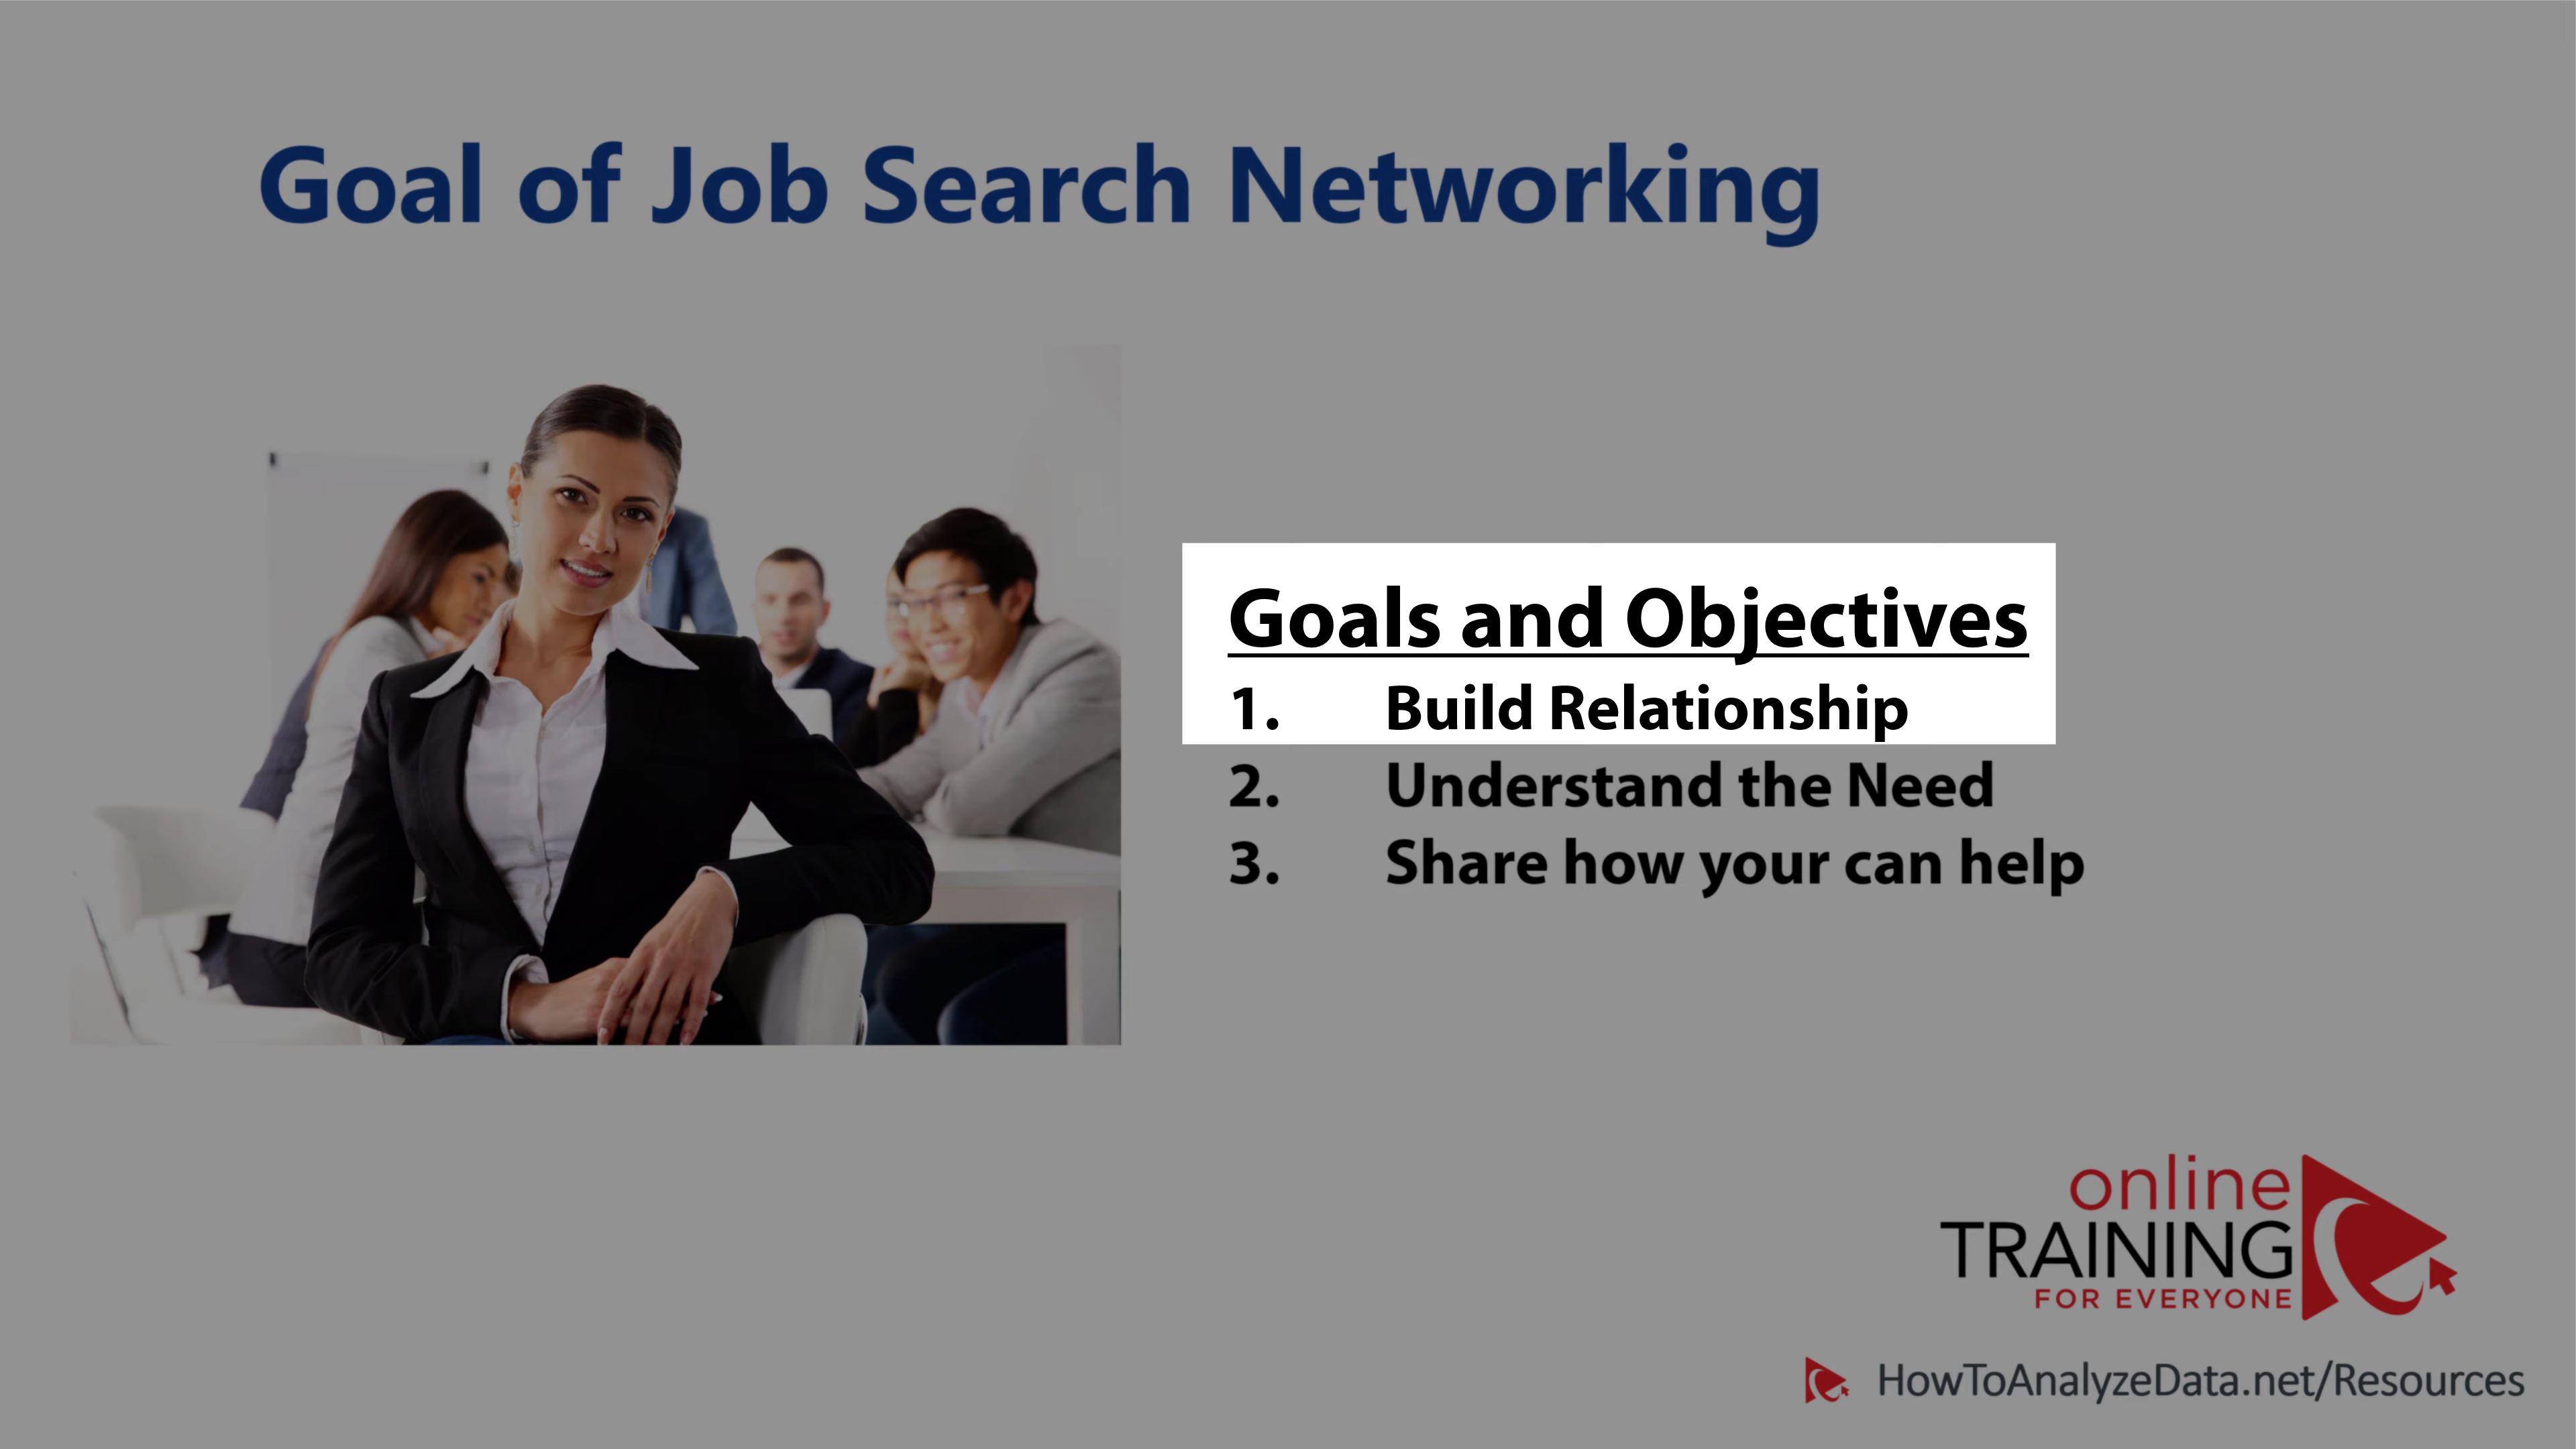 Goal of Job Search Networking
Goals and Objectives
1. Build Relationship
2. Understand the Need
3. Share how your can help
online
TRAINING
FOR EVERYONE
HowToAnalyzeData.net/Resources